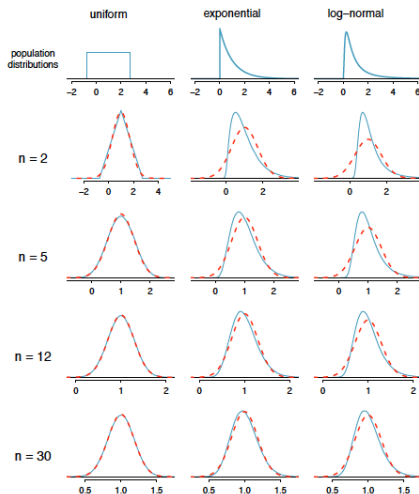 uniform exponential log–normal
population
distributions
−2 0 2 4 6 −2 0 2 4 6 −2 0 2 4 6
n = 2
−2 0 2 4 0 2 0 2
n = 5
0 1 2 0 1 2 0 1 2
n = 12
0 1 2 0 1 2 0 1 2
n = 30
0.5 1.0 1.5 0.5 1.0 1.5 0.5 1.0 1.5